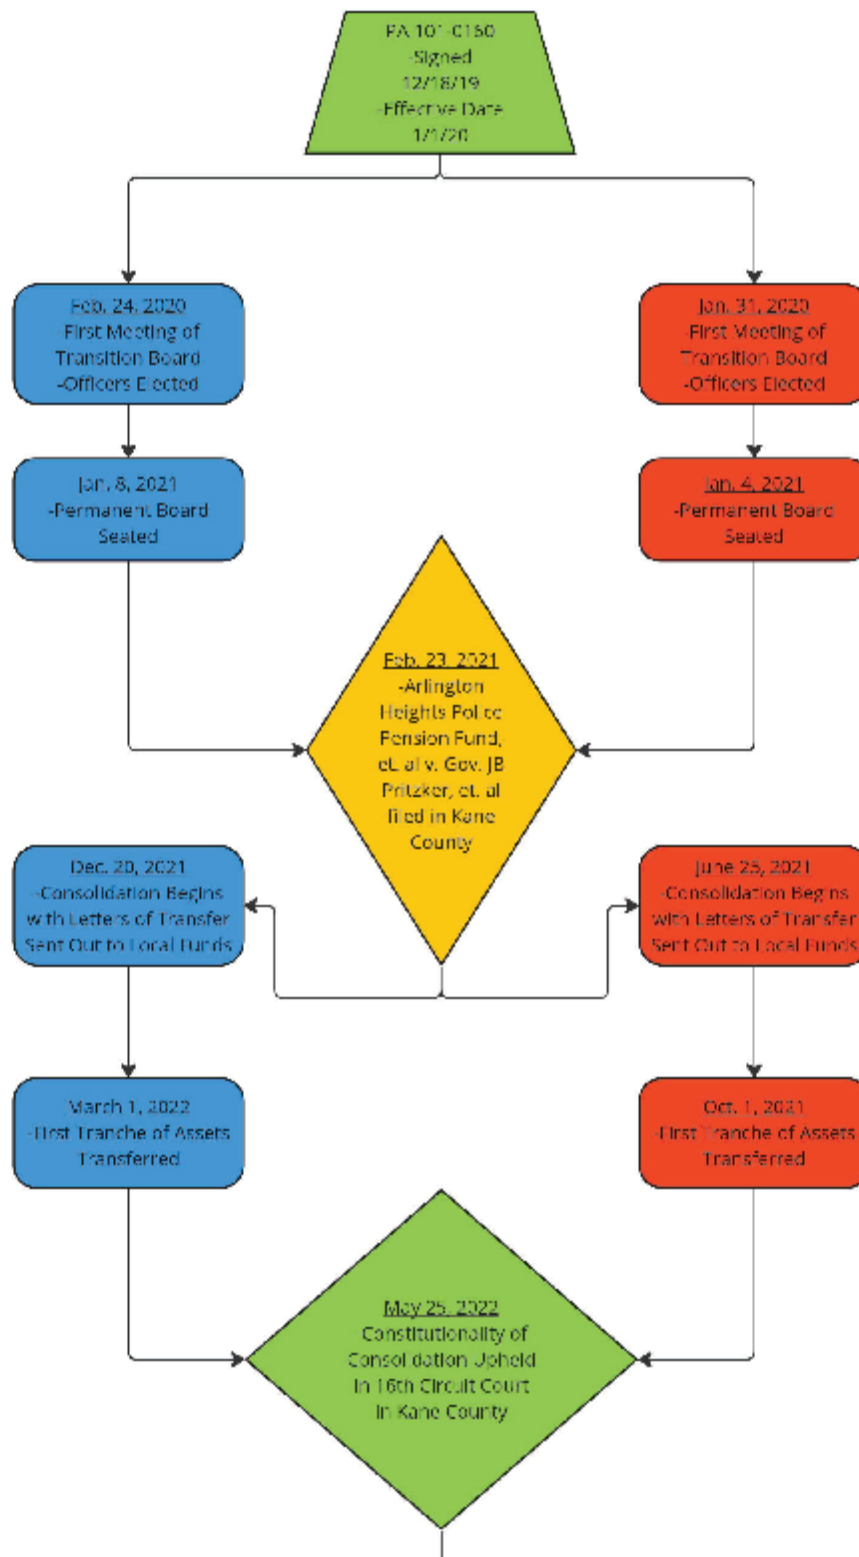 PA 101-0160
-Signed
12/18/19
-Effective Date
1/1/20
Feb. 24, 2020
-First Meeting of
Transition Board
-Officers Elected
Jan. 31, 2020
-First Meeting of
Transition Board
-Officers Elected
Jan. 8, 2021
-Permanent Board
Seated
Jan. 4, 2021
-Permanent Board
Seated
Feb. 23, 2021
-Arlington
Heights Police
Pension Fund,
et. al v. Gov. JB
Pritzker, et. al
filed in Kane
County
Dec. 20, 2021
-Consolidation Begins
with Letters of Transfer
Sent Out to Local Funds
June 25, 2021
-Consolidation Begins
with Letters of Transfer
Sent Out to Local Funds
March 1, 2022
-First Tranche of Assets
Transferred
Oct. 1, 2021
-First Tranche of Assets
Transferred
May 25, 2022
Constitutionality of
Consolidation Upheld
in 16th Circuit Court
in Kane County